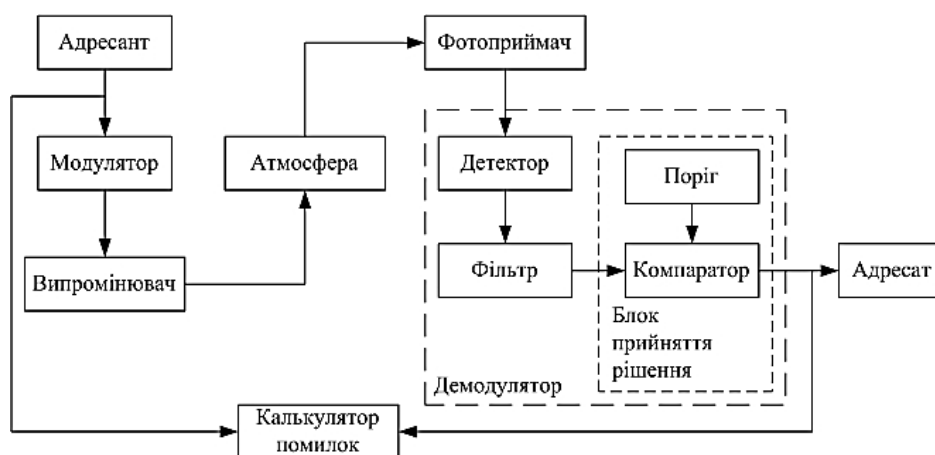 Адресант
Фотоприймач
Модулятор
Атмосфера
Детектор
Поріг
Випромінювач
Фільтр
Компаратор
Адресат
Блок
прийняття
рішення
Демодулятор
Калькулятор
помилок